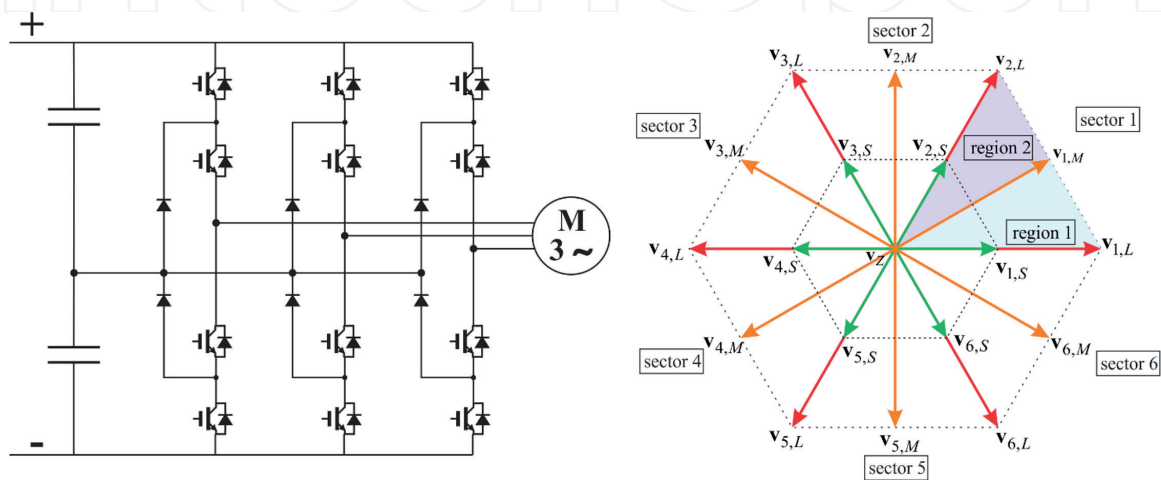 +
M
3 ~
-
sector 2
v3,L
v2,M
v2,L
sector 3
sector 1
v3,M
v3,S
v2,S
region 2
v1,M
region 1
v4,L
v4,S
vZ
v1,S
v1,L
v4,M
v5,S
v6,S
v6,M
sector 4
sector 6
v5,L
v5,M
v6,L
sector 5